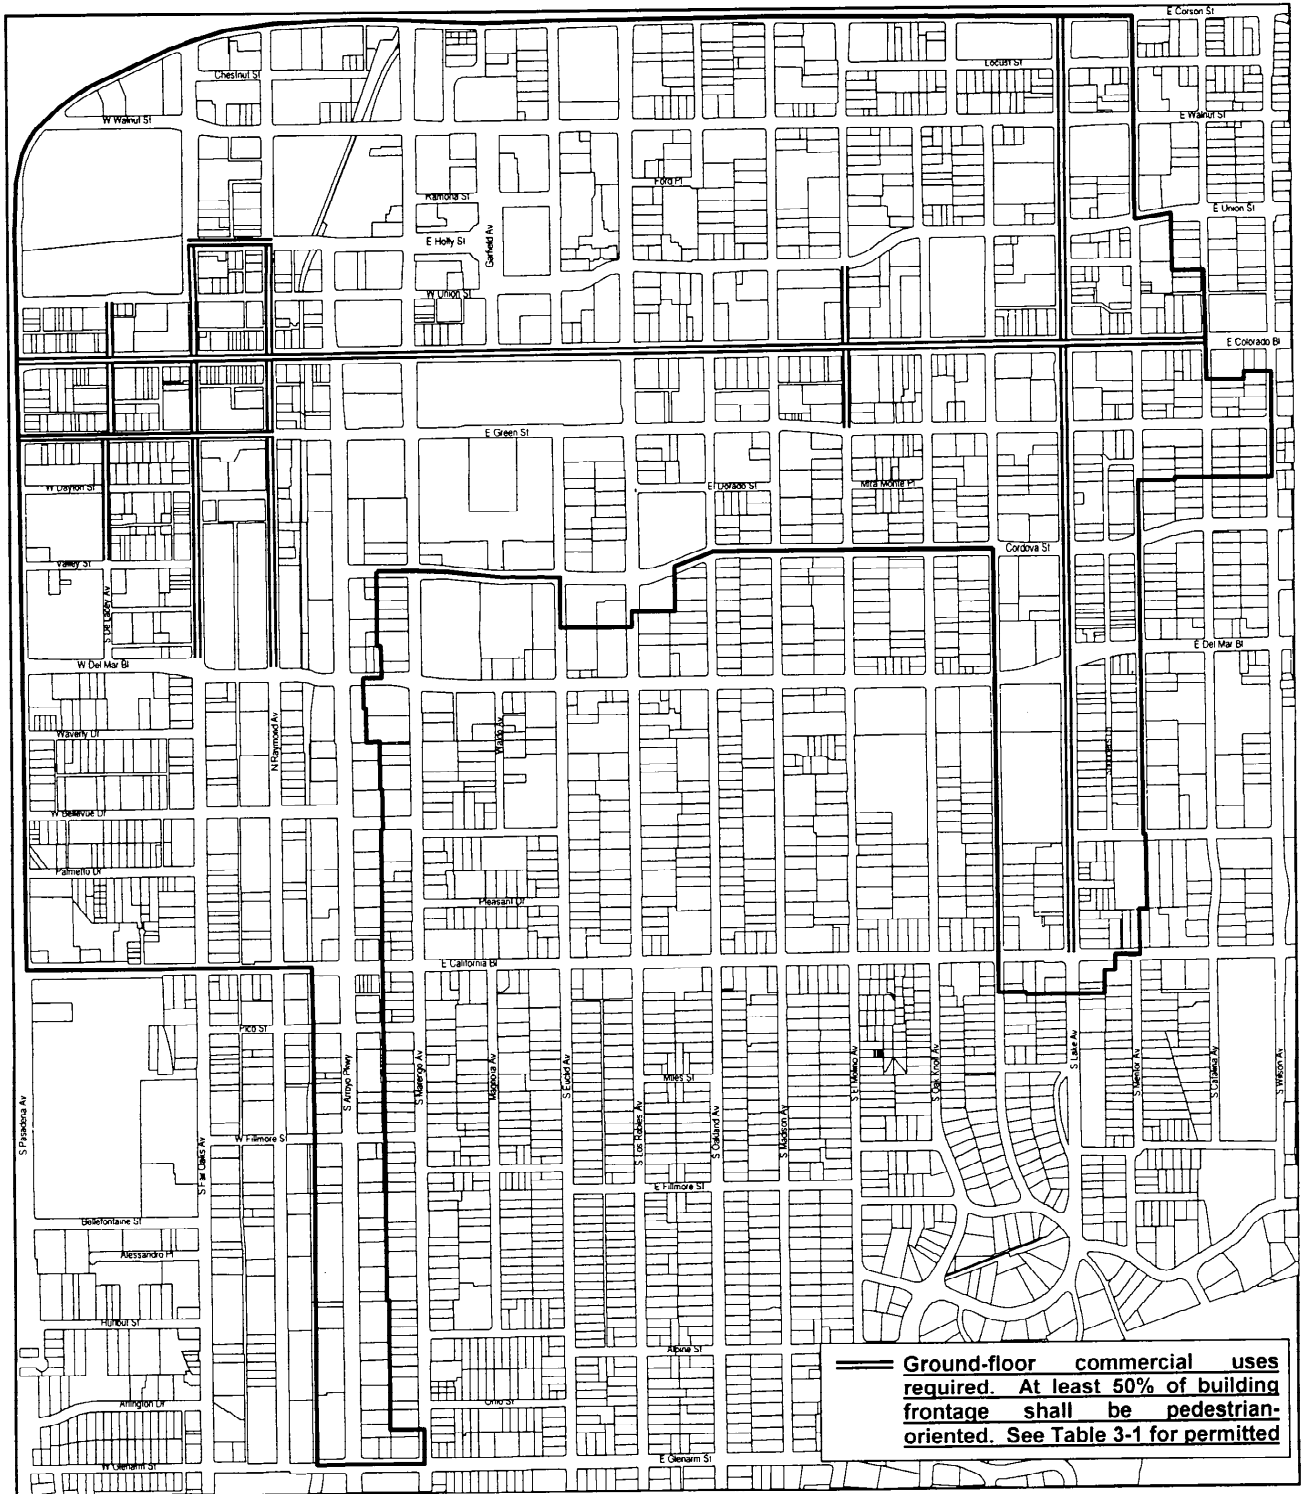 E Corson St
Chestnut St
Locust St
W Walnut St
E Walnut St
Ford Pl
Ramona St
E Union St
E Holly St
Garfield Av
W Union St
E Colorado Bl
E Green St
W Dayton St
El Dorado St
Mira Monte Pl
Cordova St
Valley St
S De Lacey Av
W Del Mar Bl
E Del Mar Bl
Waverly Dr
N Raymond Av
W Bellevue Dr
Palmetto Dr
Pleasant Dr
E California Bl
Pico St
S Pasadena Av
S Fair Oaks Av
S Arroyo Pkwy
S Marengo Av
Magnolia Av
S Euclid Av
S Los Robles Av
Miles St
S Oakland Av
S Madison Av
S El Molino Av
S Oak Knoll Av
S Lake Av
S Mentor Av
S Catalina Av
S Wilson Av
W Fillmore St
E Fillmore St
Bellefontaine St
Alessandro Pl
Hurlbut St
Alpine St
Arlington Dr
Ohio St
W Glenarm St
E Glenarm St
Ground-floor commercial uses
required. At least 50% of building
frontage shall be pedestrian-
oriented. See Table 3-1 for permitted